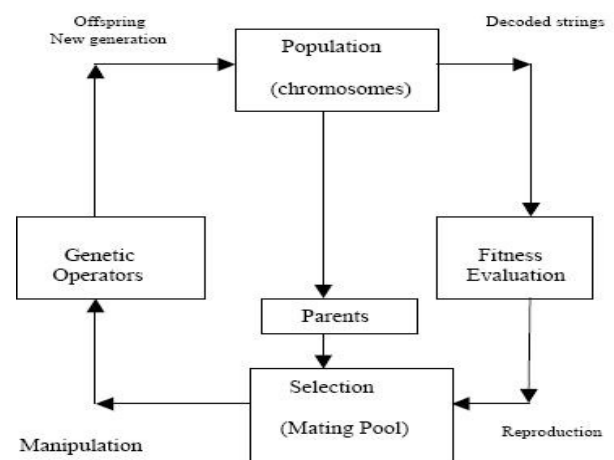 Offspring
New generation
Decoded strings
Population
(chromosomes)
Genetic
Operators
Fitness
Evaluation
Parents
Selection
(Mating Pool)
Manipulation
Reproduction